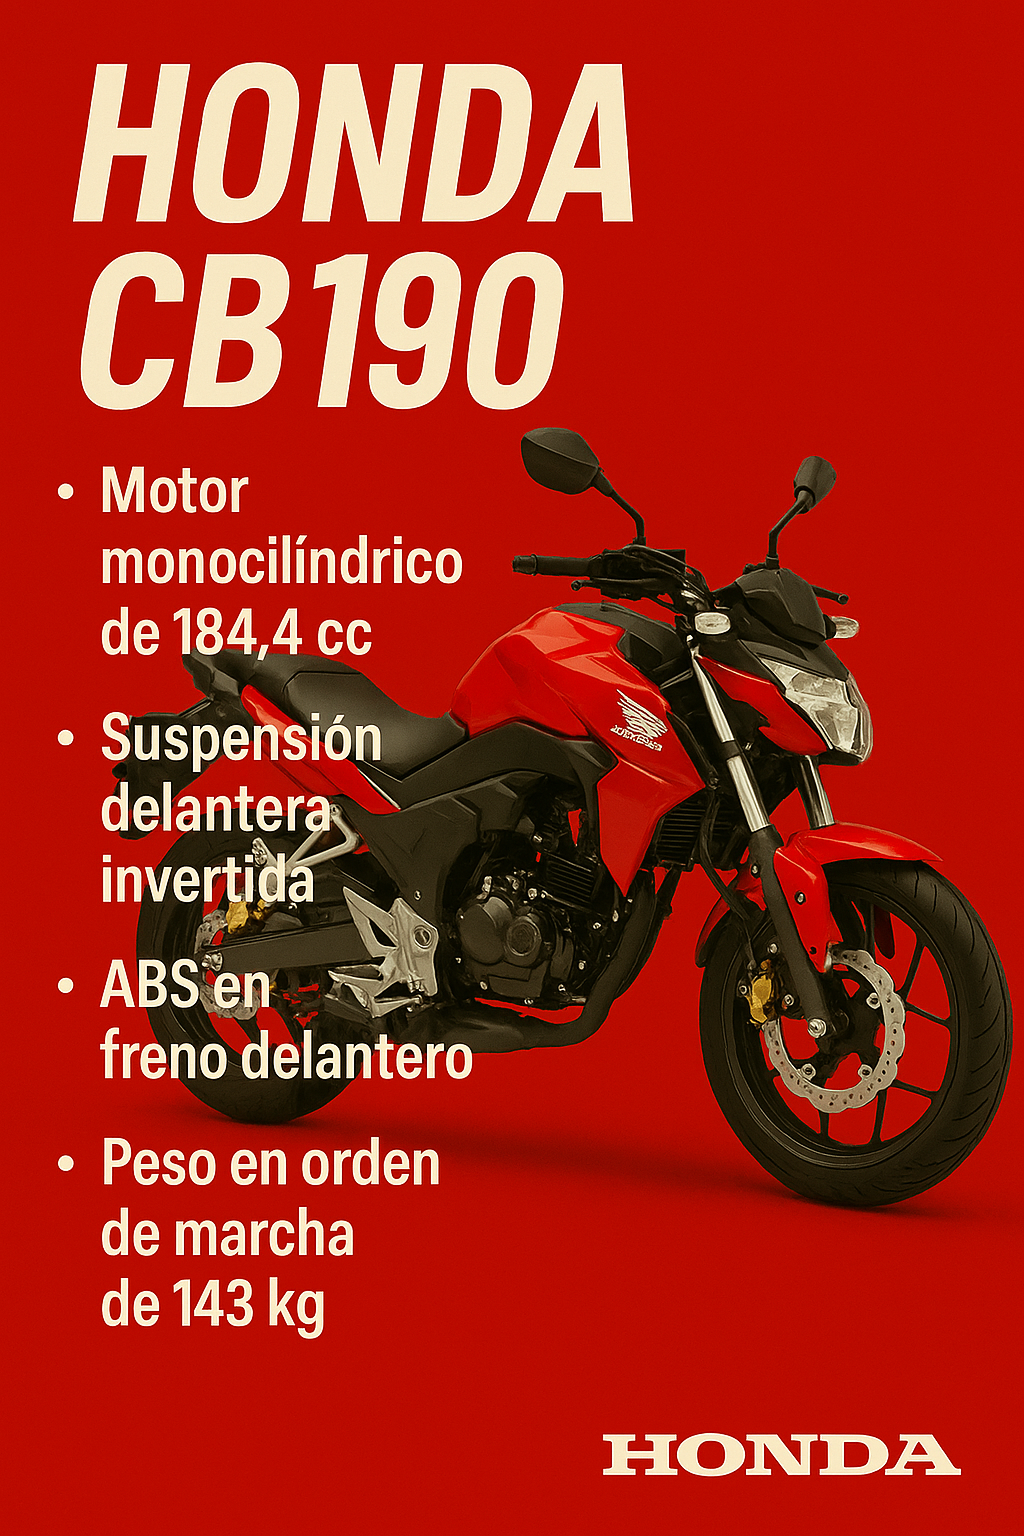 HONDA
CB190
• Motor
monocilíndrico
de 184,4 cc
• Suspensión
delantera
invertida
• ABS en
freno delantero
• Peso en orden
de marcha
de 143 kg
HONDA